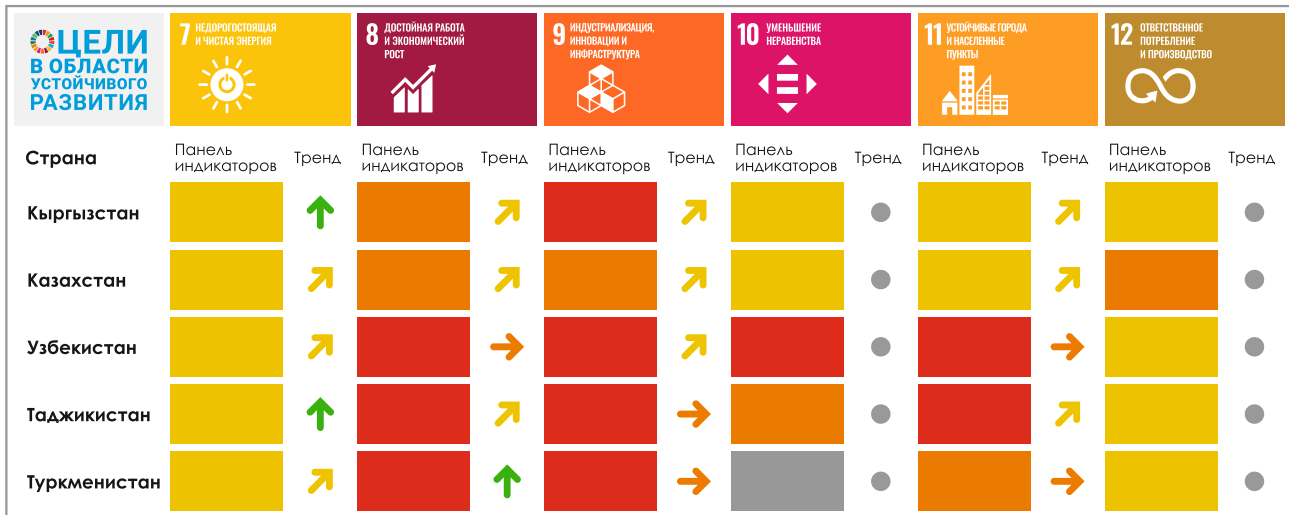 ЦЕЛИ
В ОБЛАСТИ
УСТОЙЧИВОГО
РАЗВИТИЯ
7 НЕДОРОГОСТОЯЩАЯ
И ЧИСТАЯ ЭНЕРГИЯ
8 ДОСТОЙНАЯ РАБОТА
И ЭКОНОМИЧЕСКИЙ
РОСТ
9 ИНДУСТРИАЛИЗАЦИЯ,
ИННОВАЦИИ И
ИНФРАСТРУКТУРА
10 УМЕНЬШЕНИЕ
НЕРАВЕНСТВА
11 УСТОЙЧИВЫЕ ГОРОДА
И НАСЕЛЕННЫЕ
ПУНКТЫ
12 ОТВЕТСТВЕННОЕ
ПОТРЕБЛЕНИЕ
И ПРОИЗВОДСТВО
Страна
Панель
индикаторов
Тренд
Панель
индикаторов
Тренд
Панель
индикаторов
Тренд
Панель
индикаторов
Тренд
Панель
индикаторов
Тренд
Панель
индикаторов
Тренд
Кыргызстан
Казахстан
Узбекистан
Таджикистан
Туркменистан